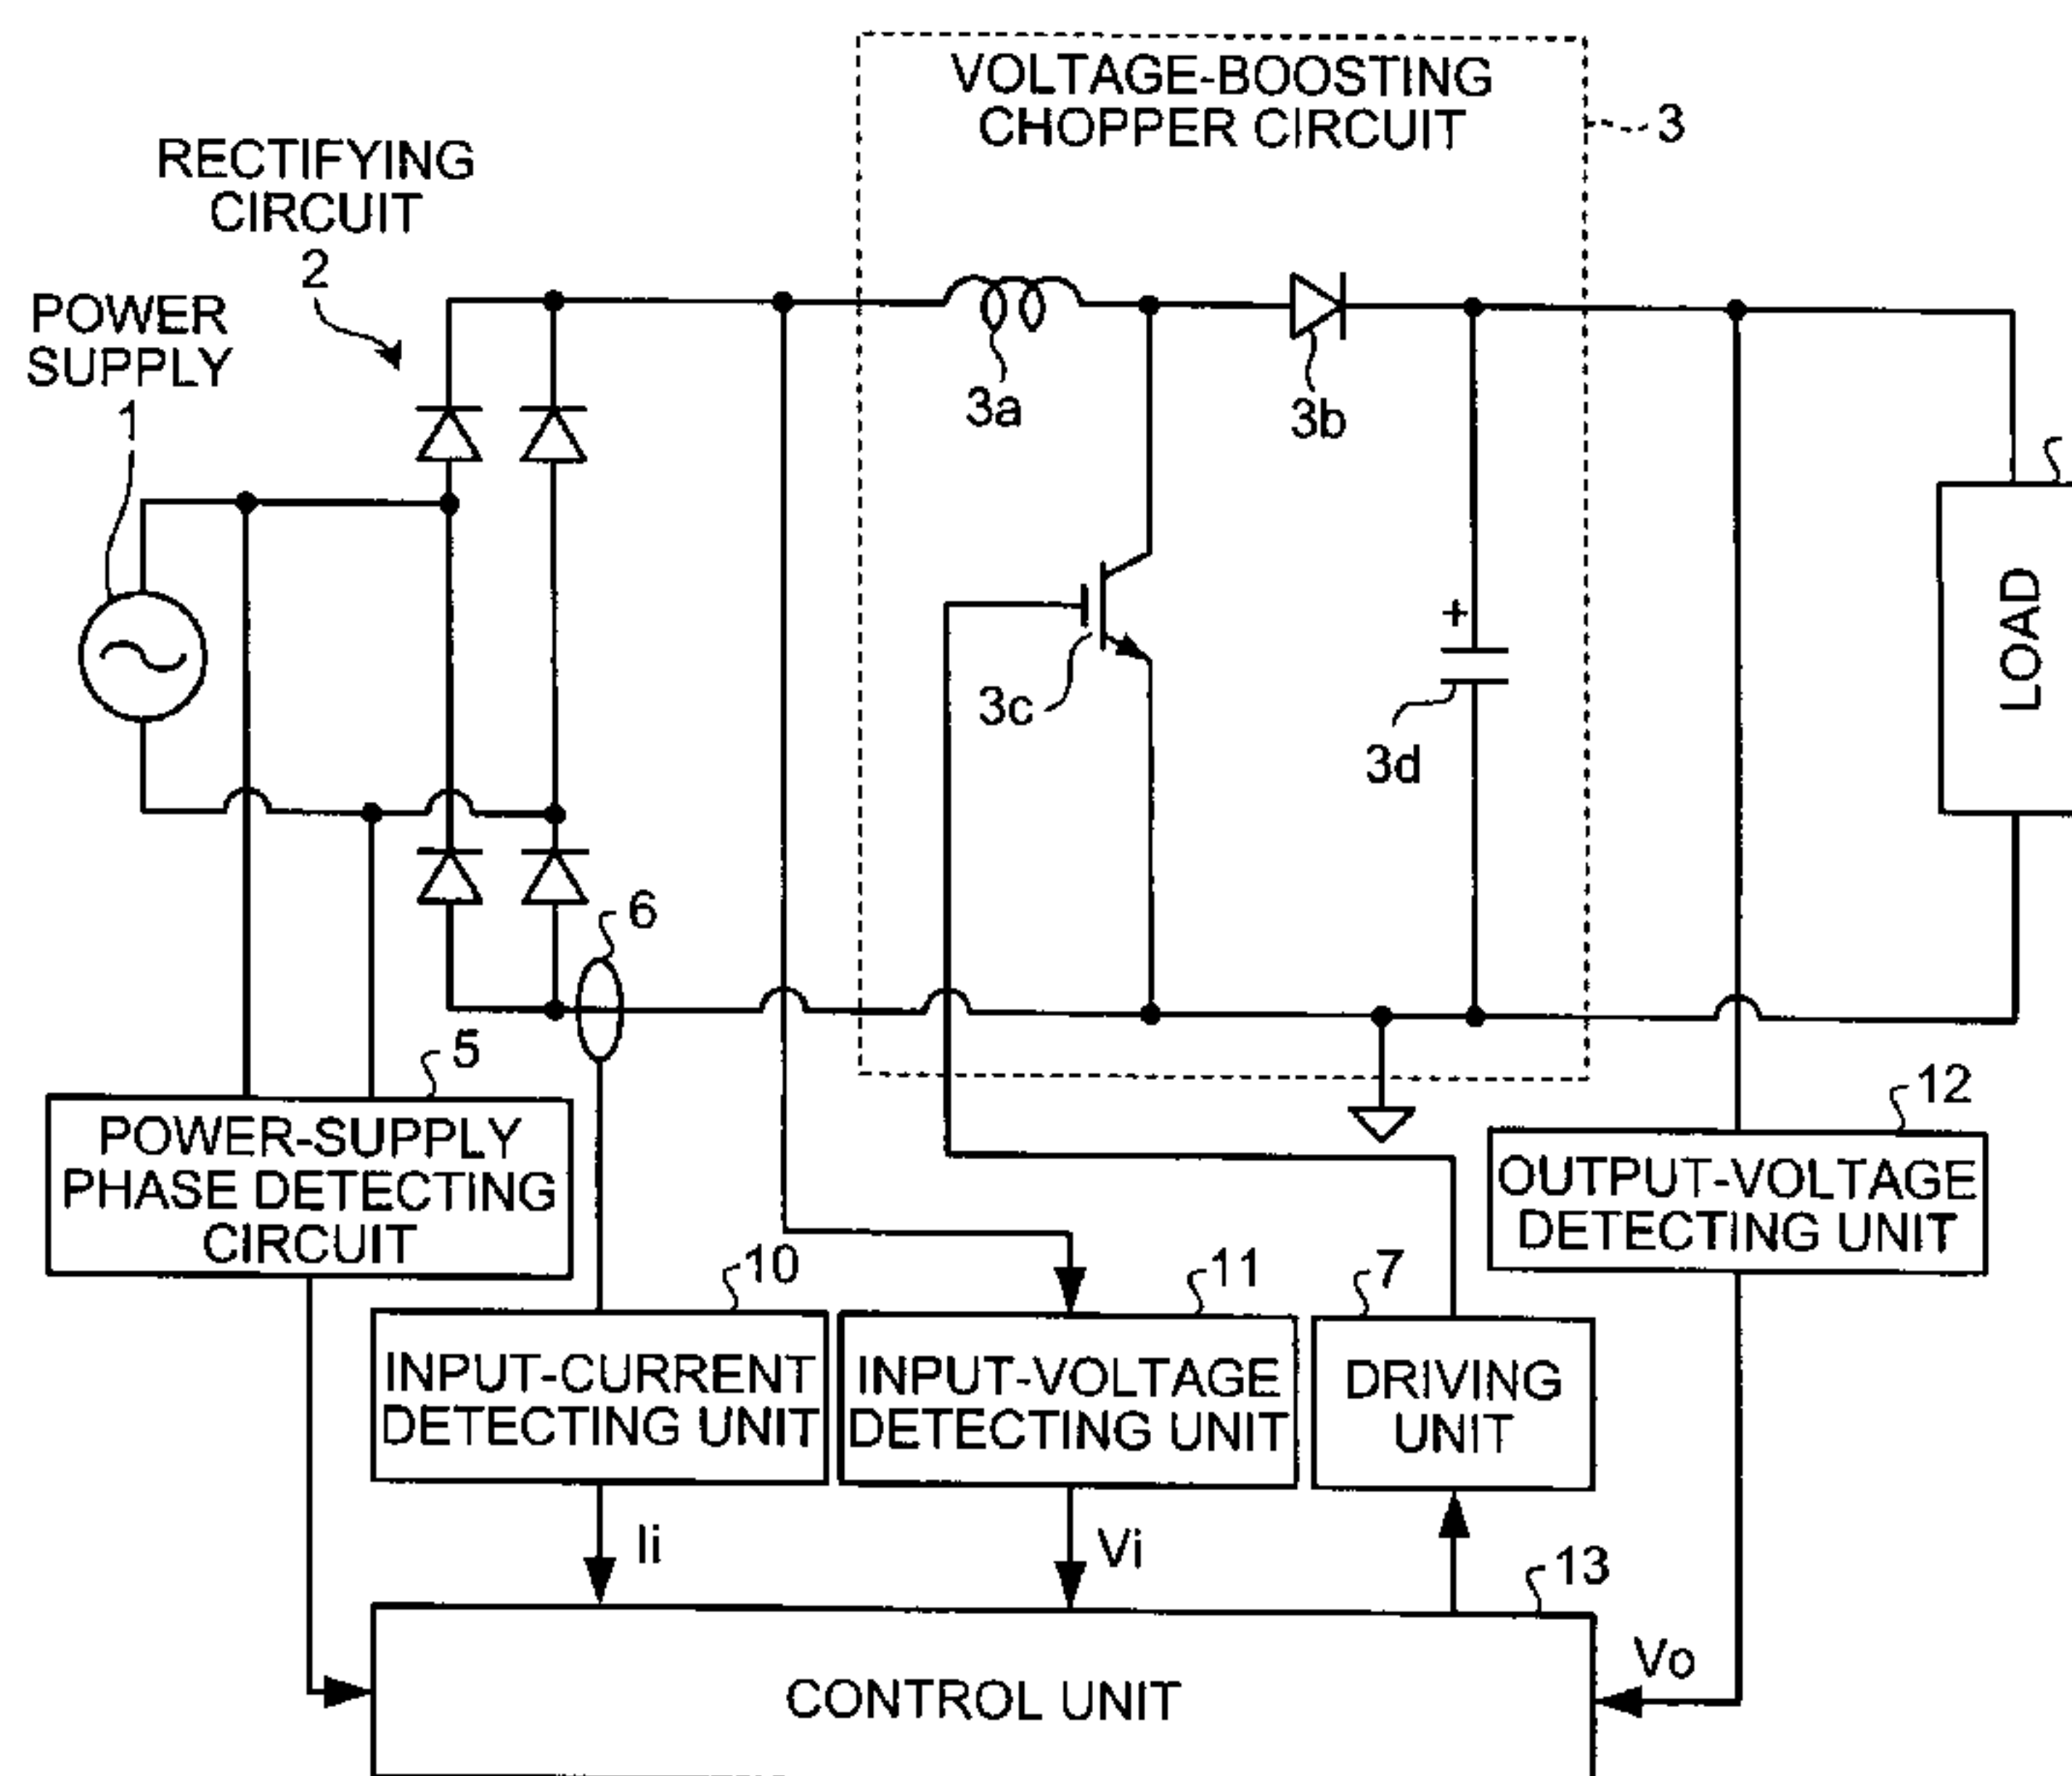 VOLTAGE-BOOSTING
CHOPPER CIRCUIT
3
RECTIFYING
CIRCUIT
2
POWER
SUPPLY
1
3a
3b
3c
+
3d
LOAD
6
5
POWER-SUPPLY
PHASE DETECTING
CIRCUIT
12
OUTPUT-VOLTAGE
DETECTING UNIT
10
INPUT-CURRENT
DETECTING UNIT
11
INPUT-VOLTAGE
DETECTING UNIT
7
DRIVING
UNIT
Ii
Vi
13
Vo
CONTROL UNIT